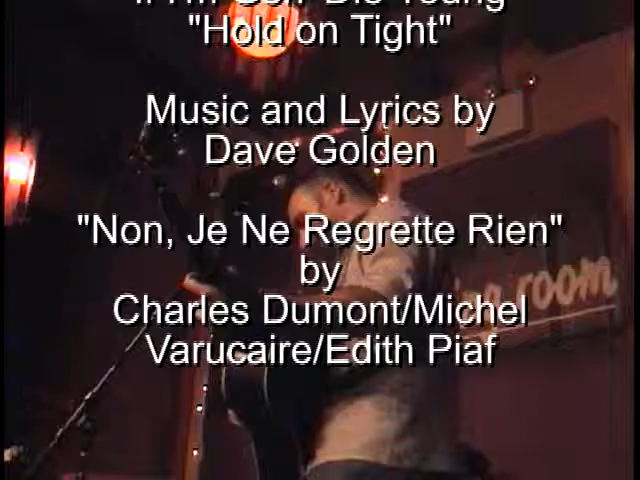 "Hold on Tight"
Music and Lyrics by
Dave Golden
"Non, Je Ne Regrette Rien"
by
Charles Dumont/Michel
Varucaire/Edith Piaf
room